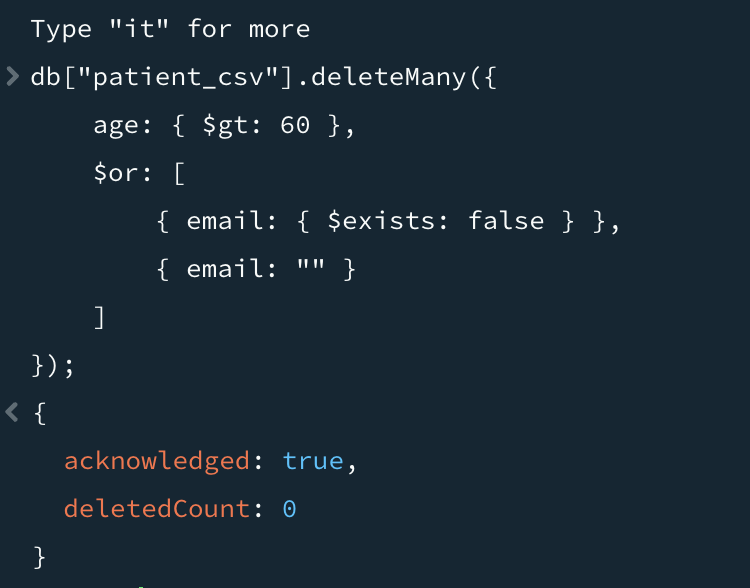 Type "it" for more
db["patient_csv"].deleteMany({
age: { $gt: 60 },
$or: [
{ email: { $exists: false } },
{ email: "" }
]
});
{
acknowledged: true,
deletedCount: 0
}